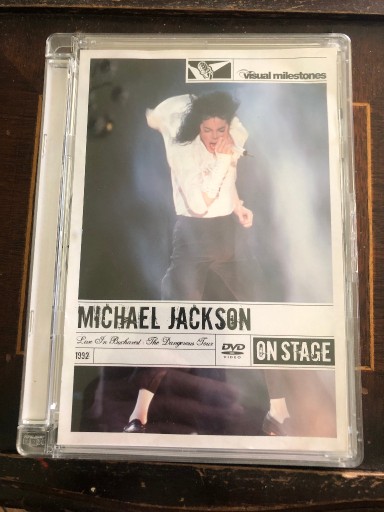 visual milestones
MICHAEL JACKSON
Live In Bucharest : The Dangerous Tour
1992
DVD
VIDEO
ON STAGE